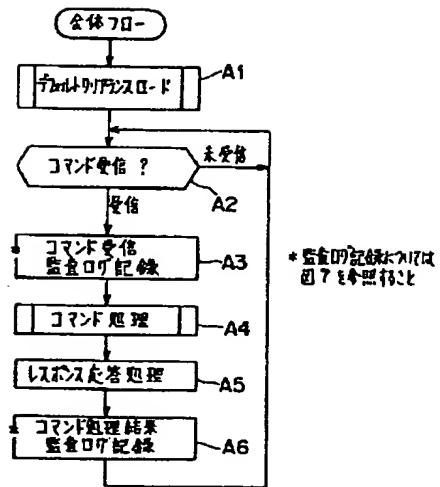 全体フロー
デフォルトクリアランスロード
A1
コマンド受信 ?
未受信
A2
受信
* コマンド受信
監査ログ記録
A3
* 監査ログ記録については
図7を参照すること
コマンド処理
A4
レスポンス応答処理
A5
* コマンド処理結果
監査ログ記録
A6